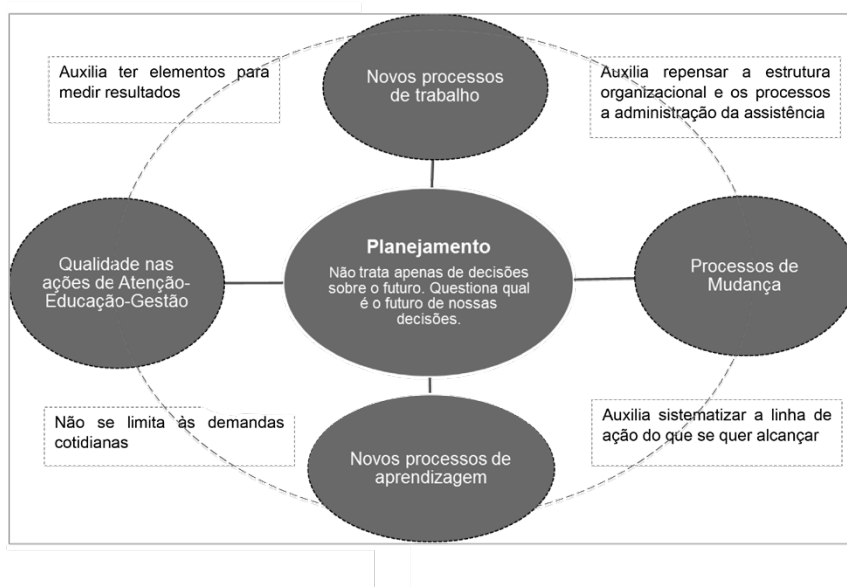 Auxilia ter elementos para
medir resultados
Novos processos
de trabalho
Auxilia repensar a estrutura
organizacional e os processos
a administração da assistência
Qualidade nas
ações de Atenção-
Educação-Gestão
Planejamento
Não trata apenas de decisões
sobre o futuro. Questiona qual
é o futuro de nossas
decisões.
Processos de
Mudança
Não se limita às demandas
cotidianas
Novos processos de
aprendizagem
Auxilia sistematizar a linha de
ação do que se quer alcançar